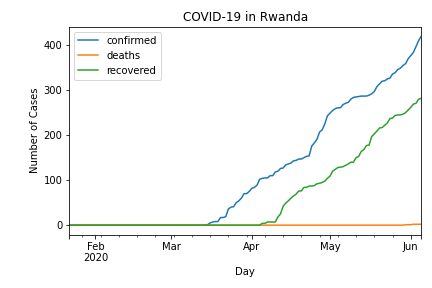 COVID-19 in Rwanda
confirmed
deaths
recovered
Number of Cases
400
300
200
100
0
Feb
2020
Mar
Apr
May
Jun
Day